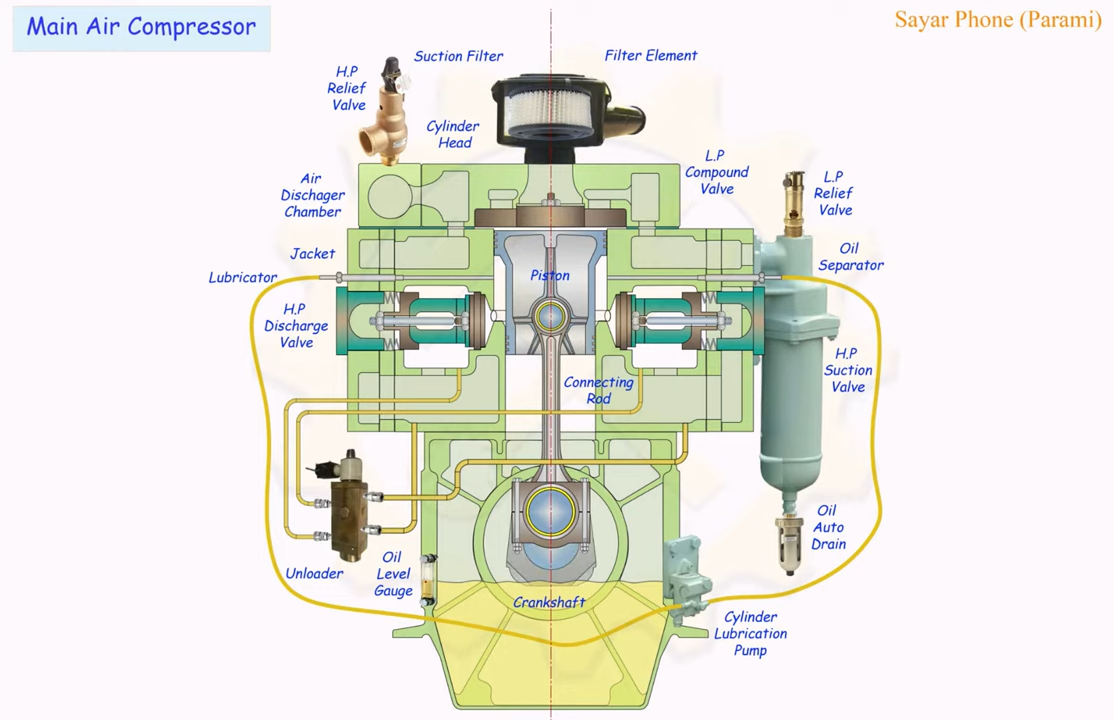 Main Air Compressor
Sayar Phone (Parami)
Suction Filter
Filter Element
H.P
Relief
Valve
Cylinder
Head
L.P
Compound
Valve
L.P
Relief
Valve
Air
Dischager
Chamber
Jacket
Oil
Separator
Lubricator
Piston
H.P
Discharge
Valve
H.P
Suction
Valve
Connecting
Rod
Oil
Auto
Drain
Unloader
Oil
Level
Gauge
Crankshaft
Cylinder
Lubrication
Pump